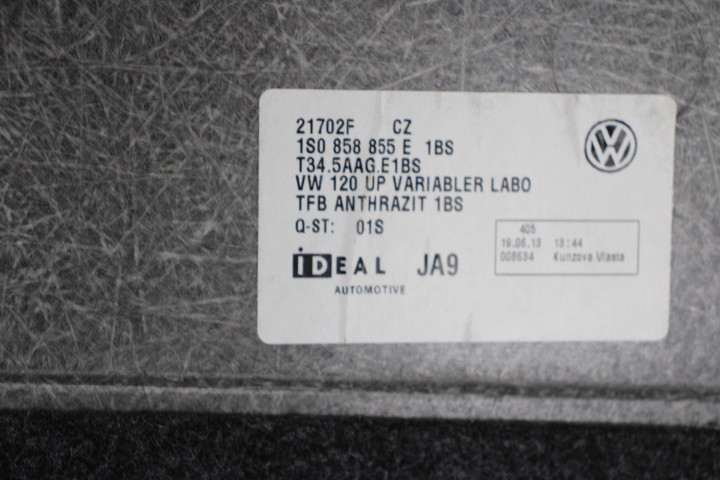 21702F CZ
1S0 858 855 E 1BS
T34.5AAG.E1BS
VW 120 UP VARIABLER LABO
TFB ANTHRAZIT 1BS
Q-ST: 01S
iDEAL JA9
AUTOMOTIVE
405
19.06.13 13:44
008634 Kunzova Vlasta